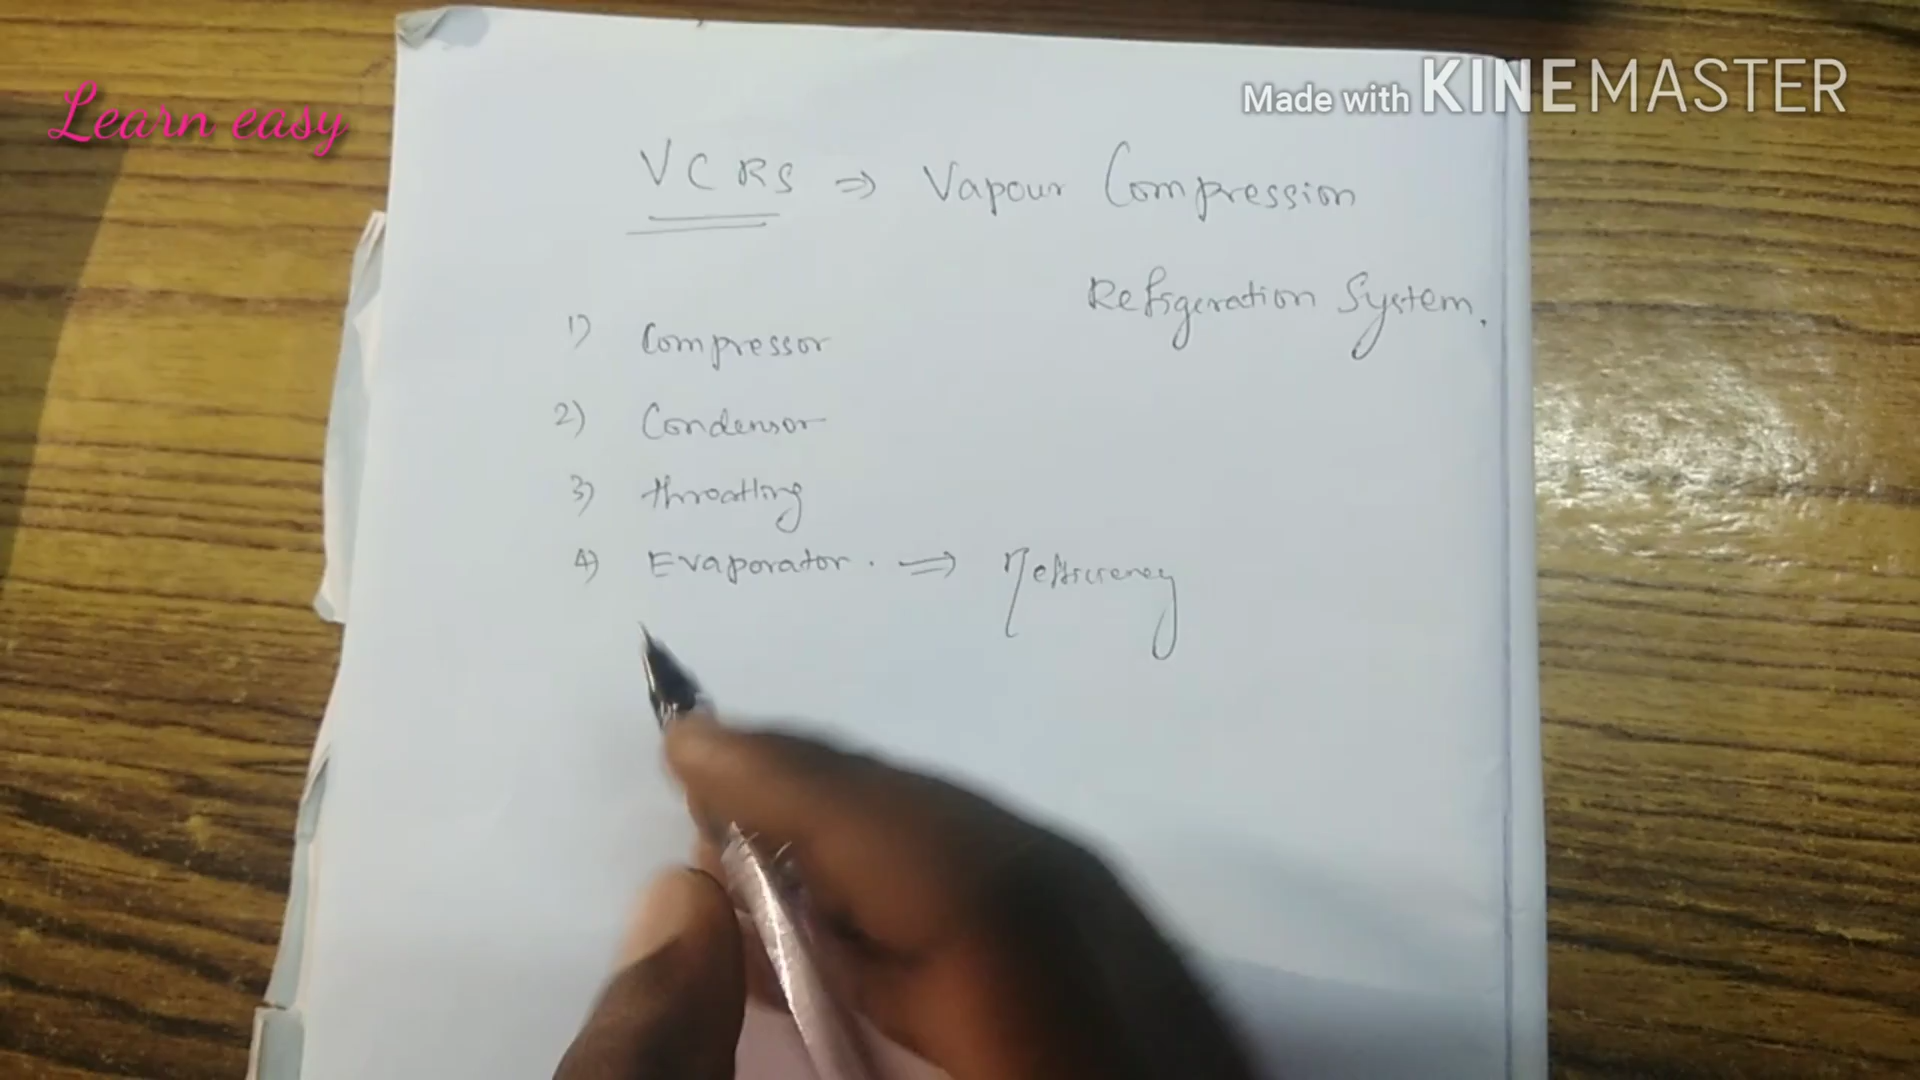 Learn easy
Made with KINEMASTER
VCRS ⇒ Vapour Compression
Refrigeration System.
1) Compressor
2) Condensor
3) throatling
4) Evaporator. ⇒ η efficiency